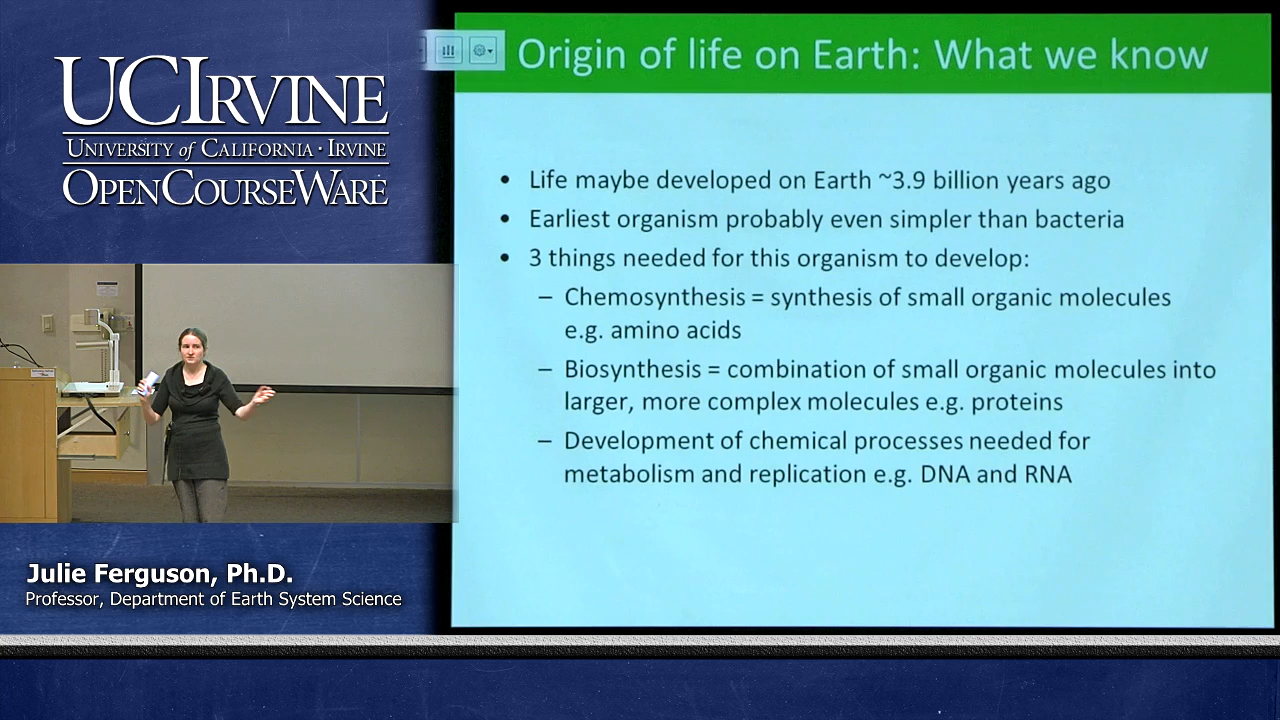 UCIRVINE
UNIVERSITY of CALIFORNIA · IRVINE
OPENCOURSEWARE
Origin of life on Earth: What we know
• Life maybe developed on Earth ~3.9 billion years ago
• Earliest organism probably even simpler than bacteria
• 3 things needed for this organism to develop:
– Chemosynthesis = synthesis of small organic molecules
e.g. amino acids
– Biosynthesis = combination of small organic molecules into
larger, more complex molecules e.g. proteins
– Development of chemical processes needed for
metabolism and replication e.g. DNA and RNA
Julie Ferguson, Ph.D.
Professor, Department of Earth System Science